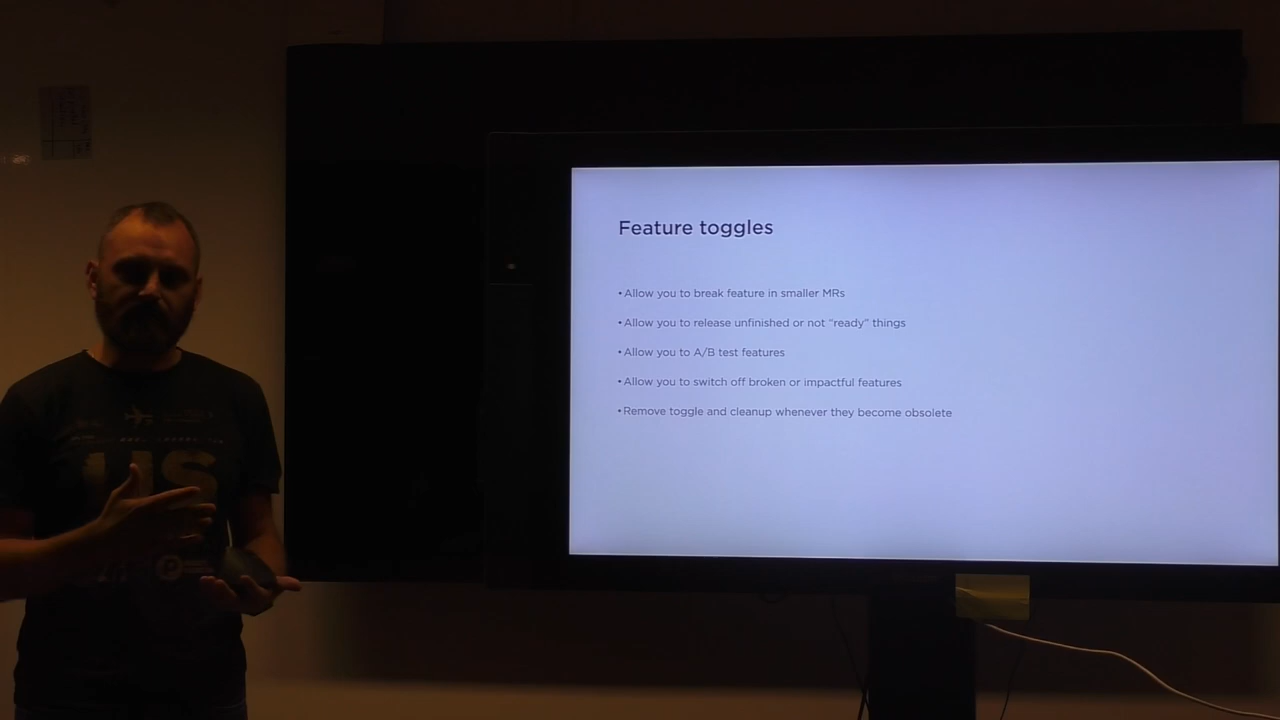 Feature toggles
•Allow you to break feature in smaller MRs
•Allow you to release unfinished or not “ready” things
•Allow you to A/B test features
•Allow you to switch off broken or impactful features
•Remove toggle and cleanup whenever they become obsolete
US
P